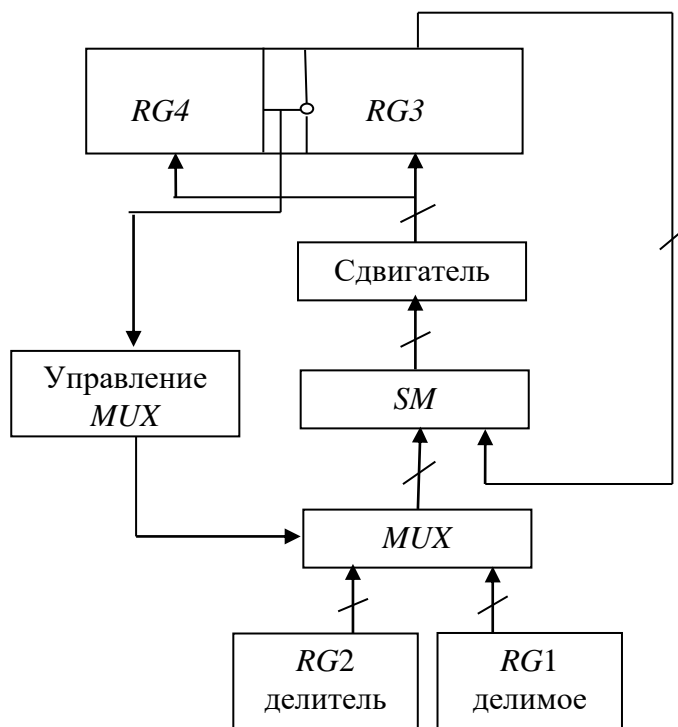 RG4
RG3
Сдвигатель
Управление
MUX
SM
MUX
RG2
делитель
RG1
делимое